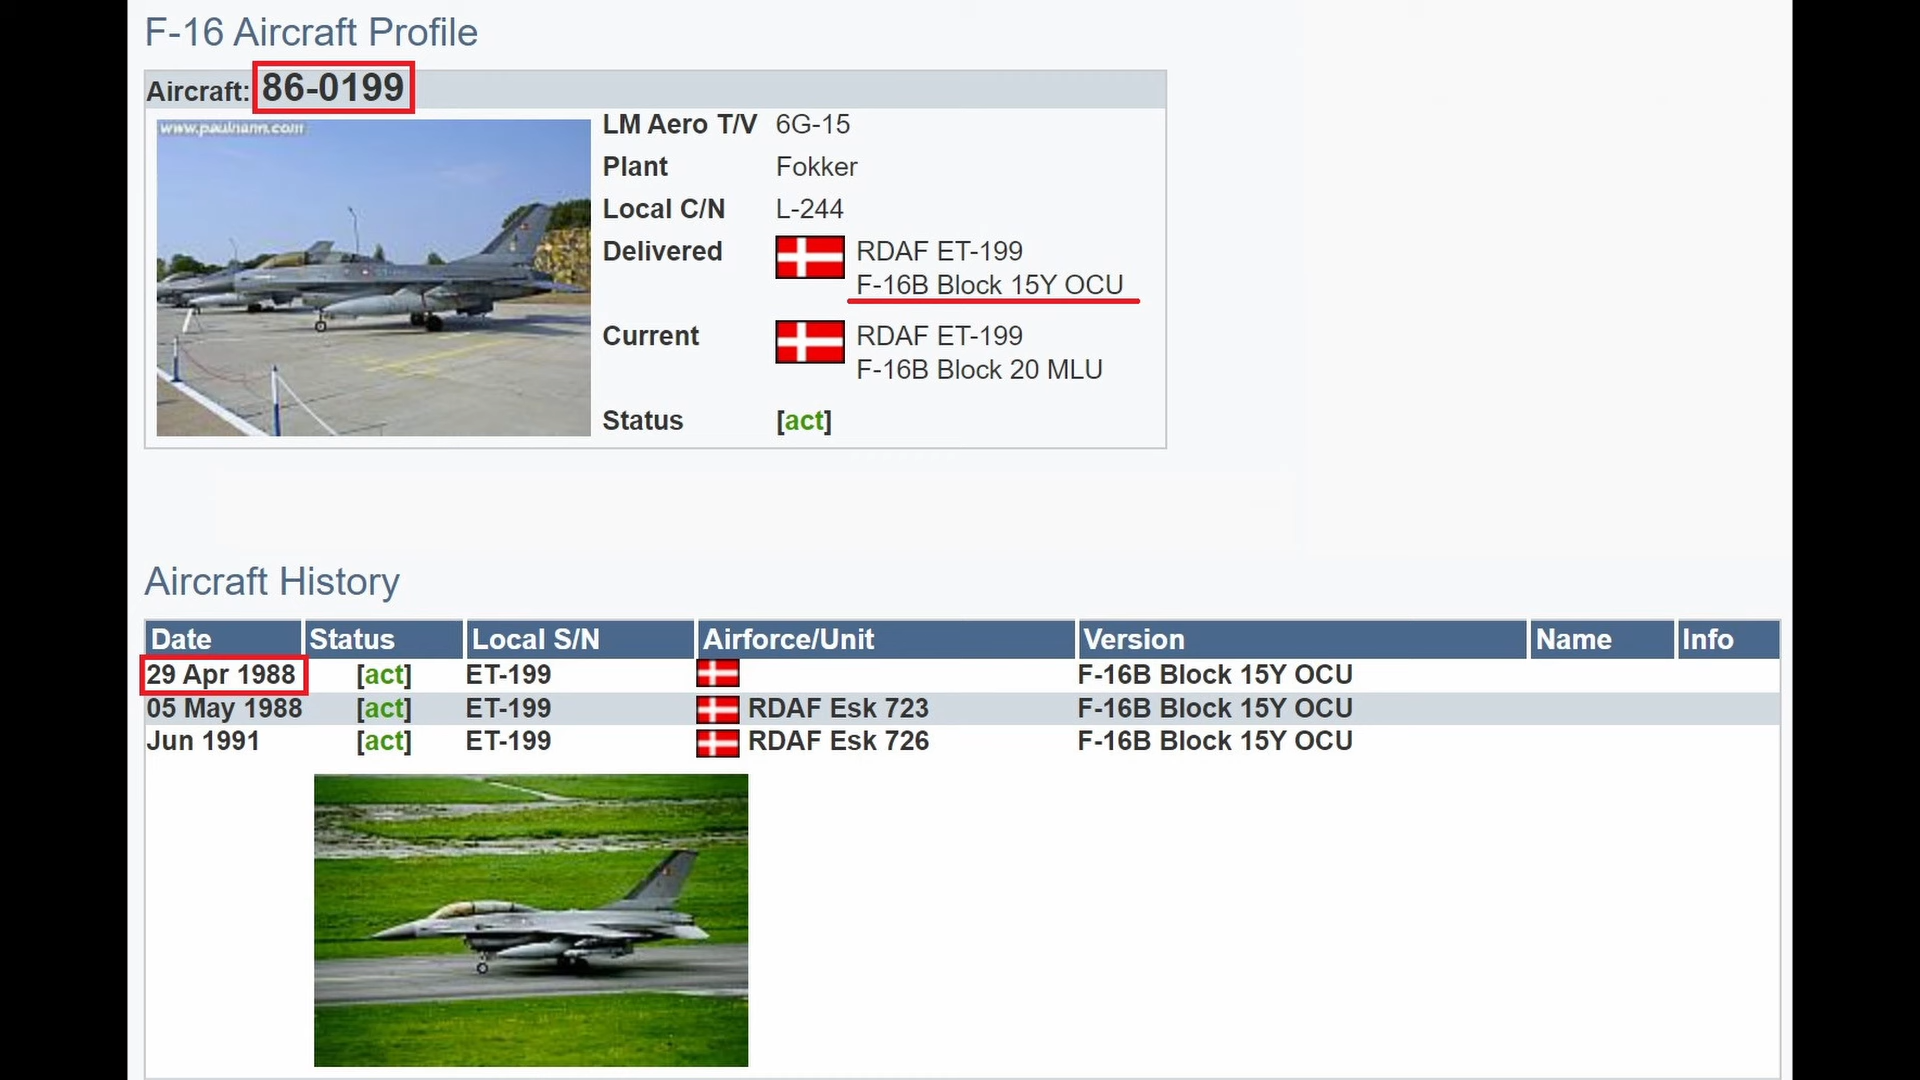 F-16 Aircraft Profile
Aircraft: 86-0199
www.paulnann.com
LM Aero T/V 6G-15
Plant Fokker
Local C/N L-244
Delivered RDAF ET-199
F-16B Block 15Y OCU
Current RDAF ET-199
F-16B Block 20 MLU
Status [act]
Aircraft History
Date Status Local S/N Airforce/Unit Version Name Info
29 Apr 1988 [act] ET-199 F-16B Block 15Y OCU
05 May 1988 [act] ET-199 RDAF Esk 723 F-16B Block 15Y OCU
Jun 1991 [act] ET-199 RDAF Esk 726 F-16B Block 15Y OCU